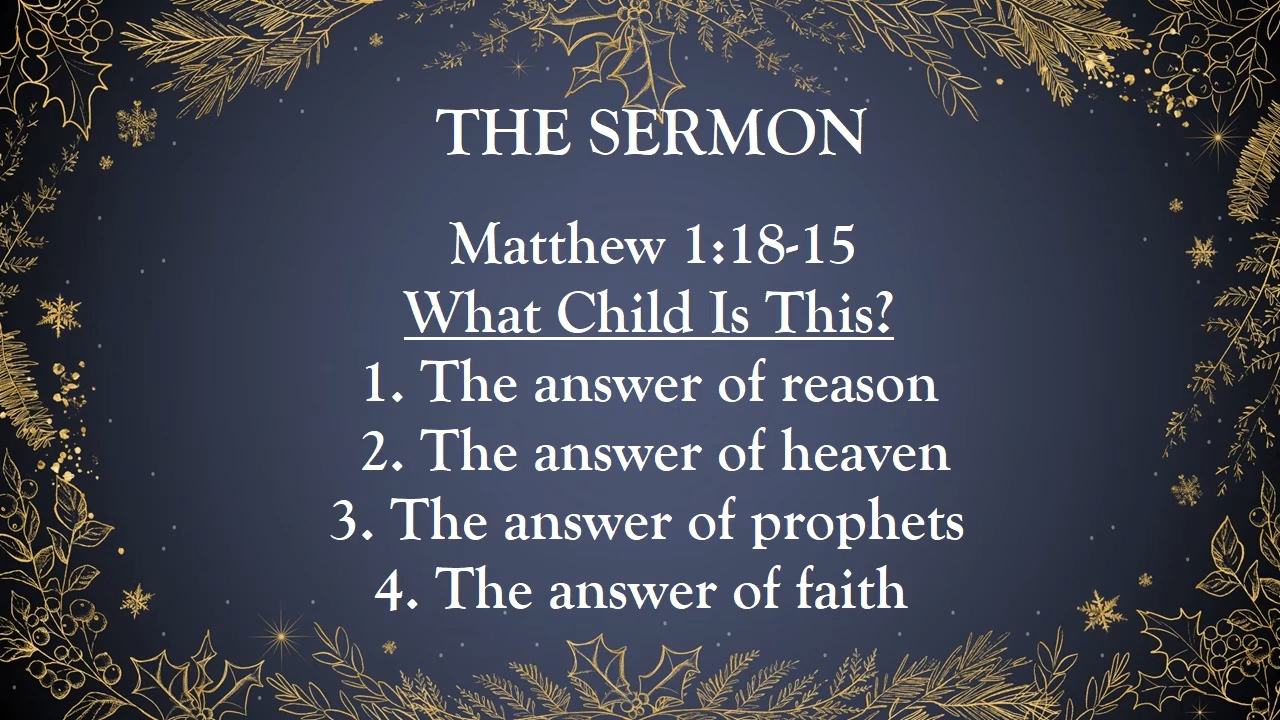 THE SERMON
Matthew 1:18-15
What Child Is This?
1. The answer of reason
2. The answer of heaven
3. The answer of prophets
4. The answer of faith